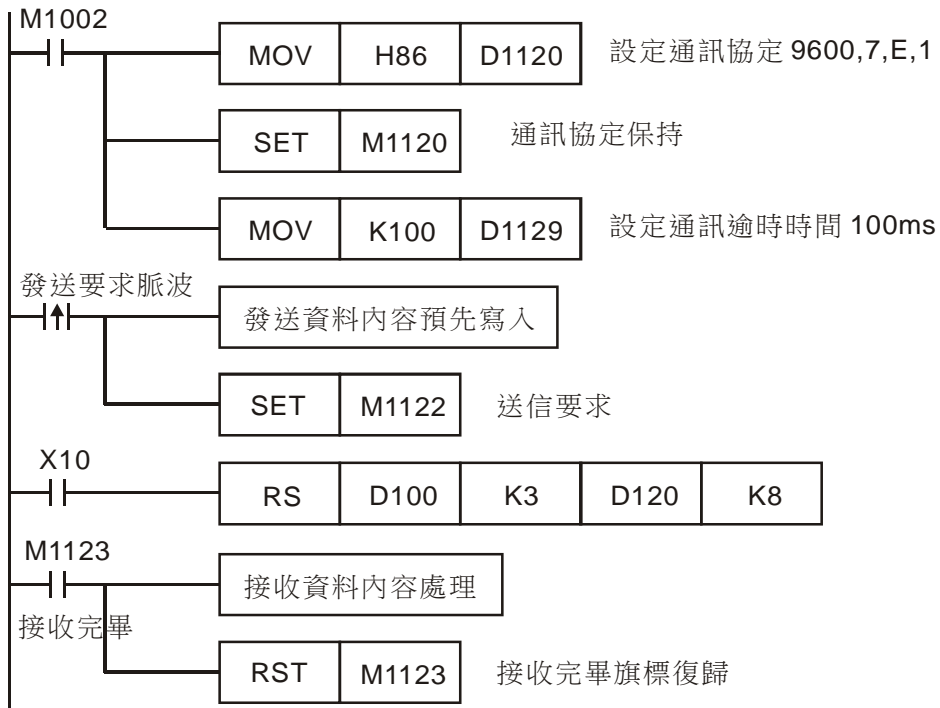 M1002
MOV H86 D1120 設定通訊協定 9600,7,E,1
SET M1120 通訊協定保持
MOV K100 D1129 設定通訊逾時時間 100ms
發送要求脈波
發送資料內容預先寫入
SET M1122 送信要求
X10
RS D100 K3 D120 K8
M1123
接收資料內容處理
接收完畢
RST M1123 接收完畢旗標復歸